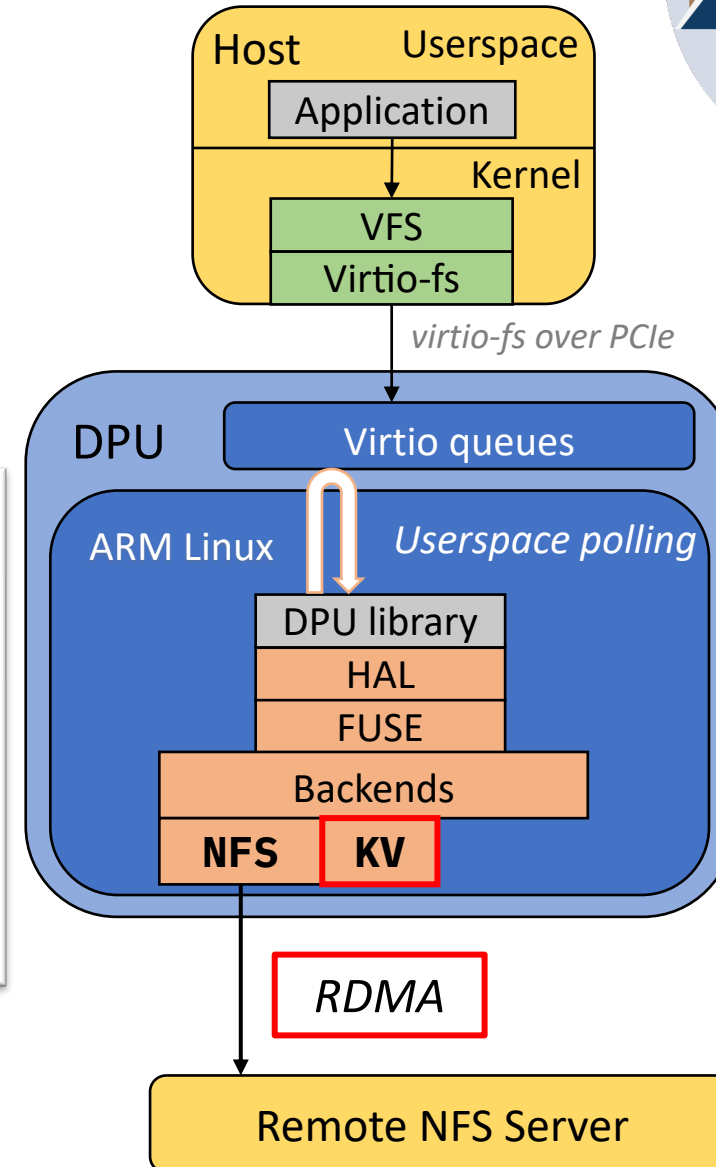 Host
Userspace
Application
Kernel
VFS
Virtio-fs
virtio-fs over PCIe
DPU
Virtio queues
ARM Linux
Userspace polling
DPU library
HAL
FUSE
Backends
NFS
KV
RDMA
Remote NFS Server